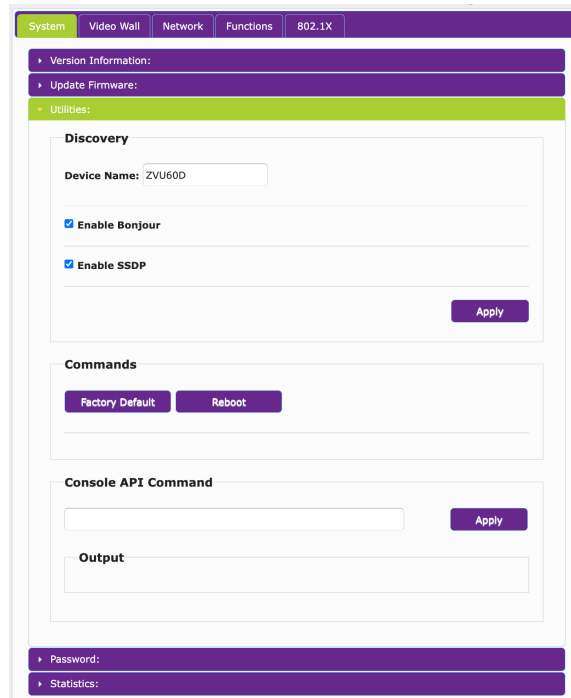 System Video Wall Network Functions 802.1X
Version Information:
Update Firmware:
Utilities:
Discovery
Device Name: ZVU60D
Enable Bonjour
Enable SSDP
Apply
Commands
Factory Default Reboot
Console API Command
Apply
Output
Password:
Statistics: